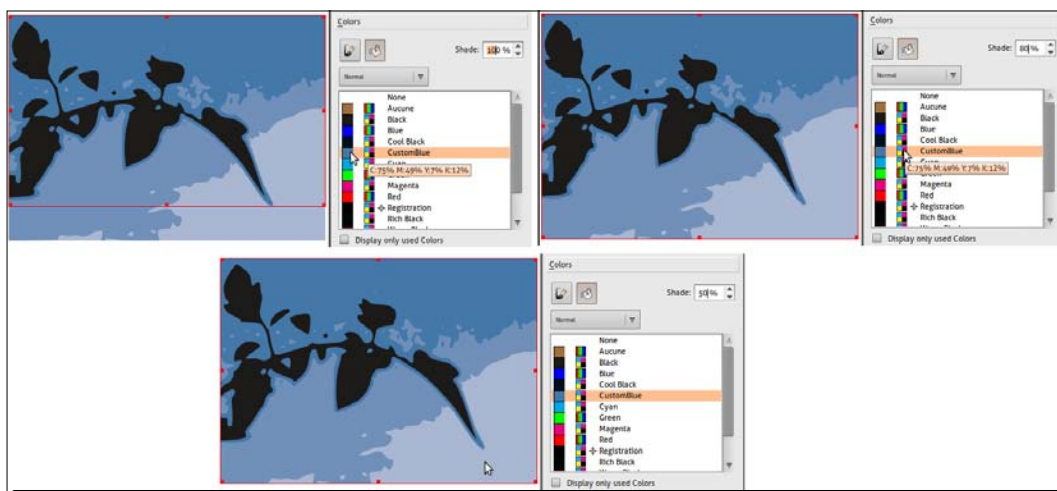 Colors
Shade: 100 %
Normal
None
Aucune
Black
Blue
Cool Black
CustomBlue
C:75% M:49% Y:7% K:12%
Magenta
Red
Registration
Rich Black
Display only used Colors
Colors
Shade: 80 %
Normal
None
Aucune
Black
Blue
Cool Black
CustomBlue
Cyan
C:75% M:49% Y:7% K:12%
Magenta
Red
Registration
Rich Black
Display only used Colors
Colors
Shade: 50 %
Normal
None
Aucune
Black
Blue
Cool Black
CustomBlue
Cyan
Green
Magenta
Red
Registration
Rich Black
Display only used Colors